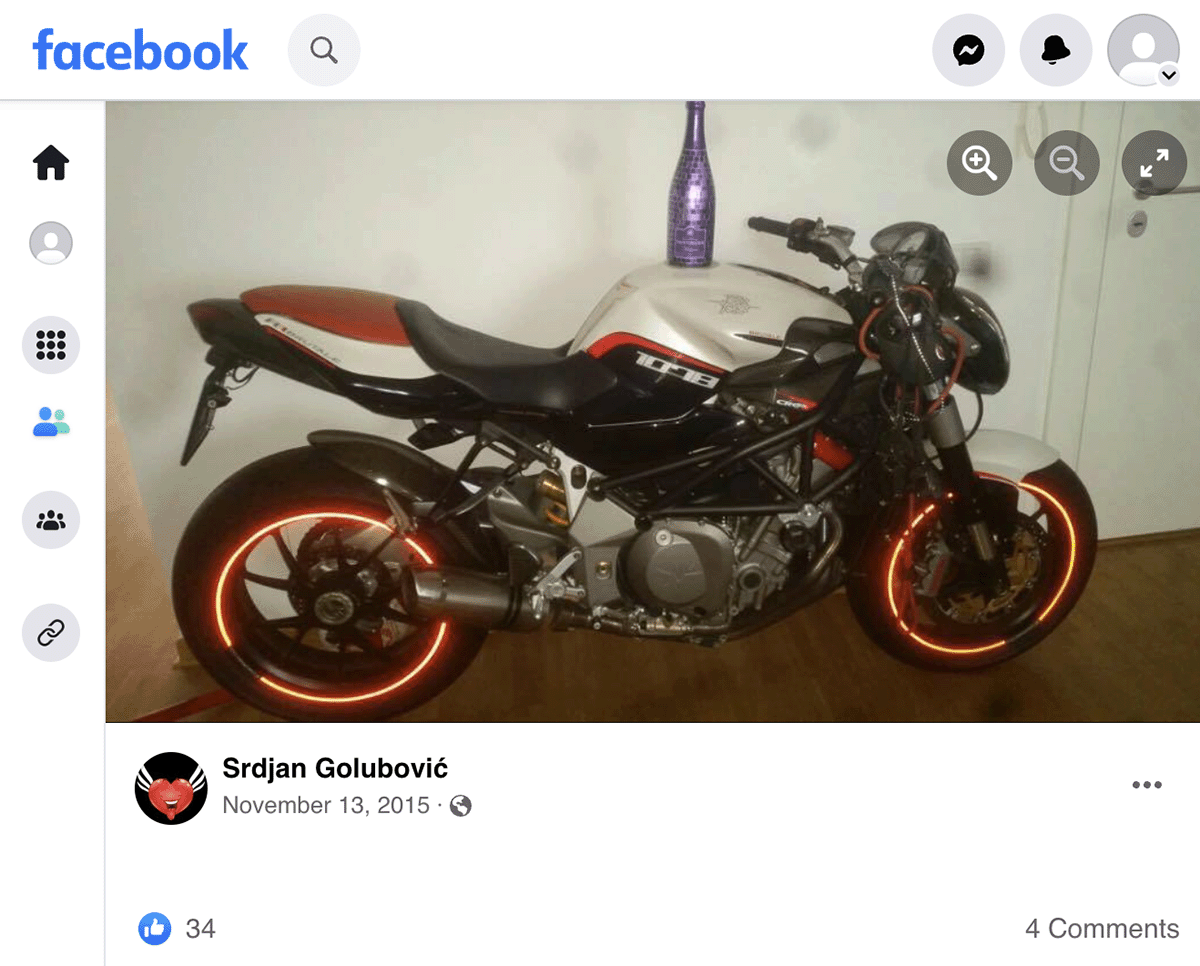 facebook
1078
Srdjan Golubović
November 13, 2015 ·
34
4 Comments